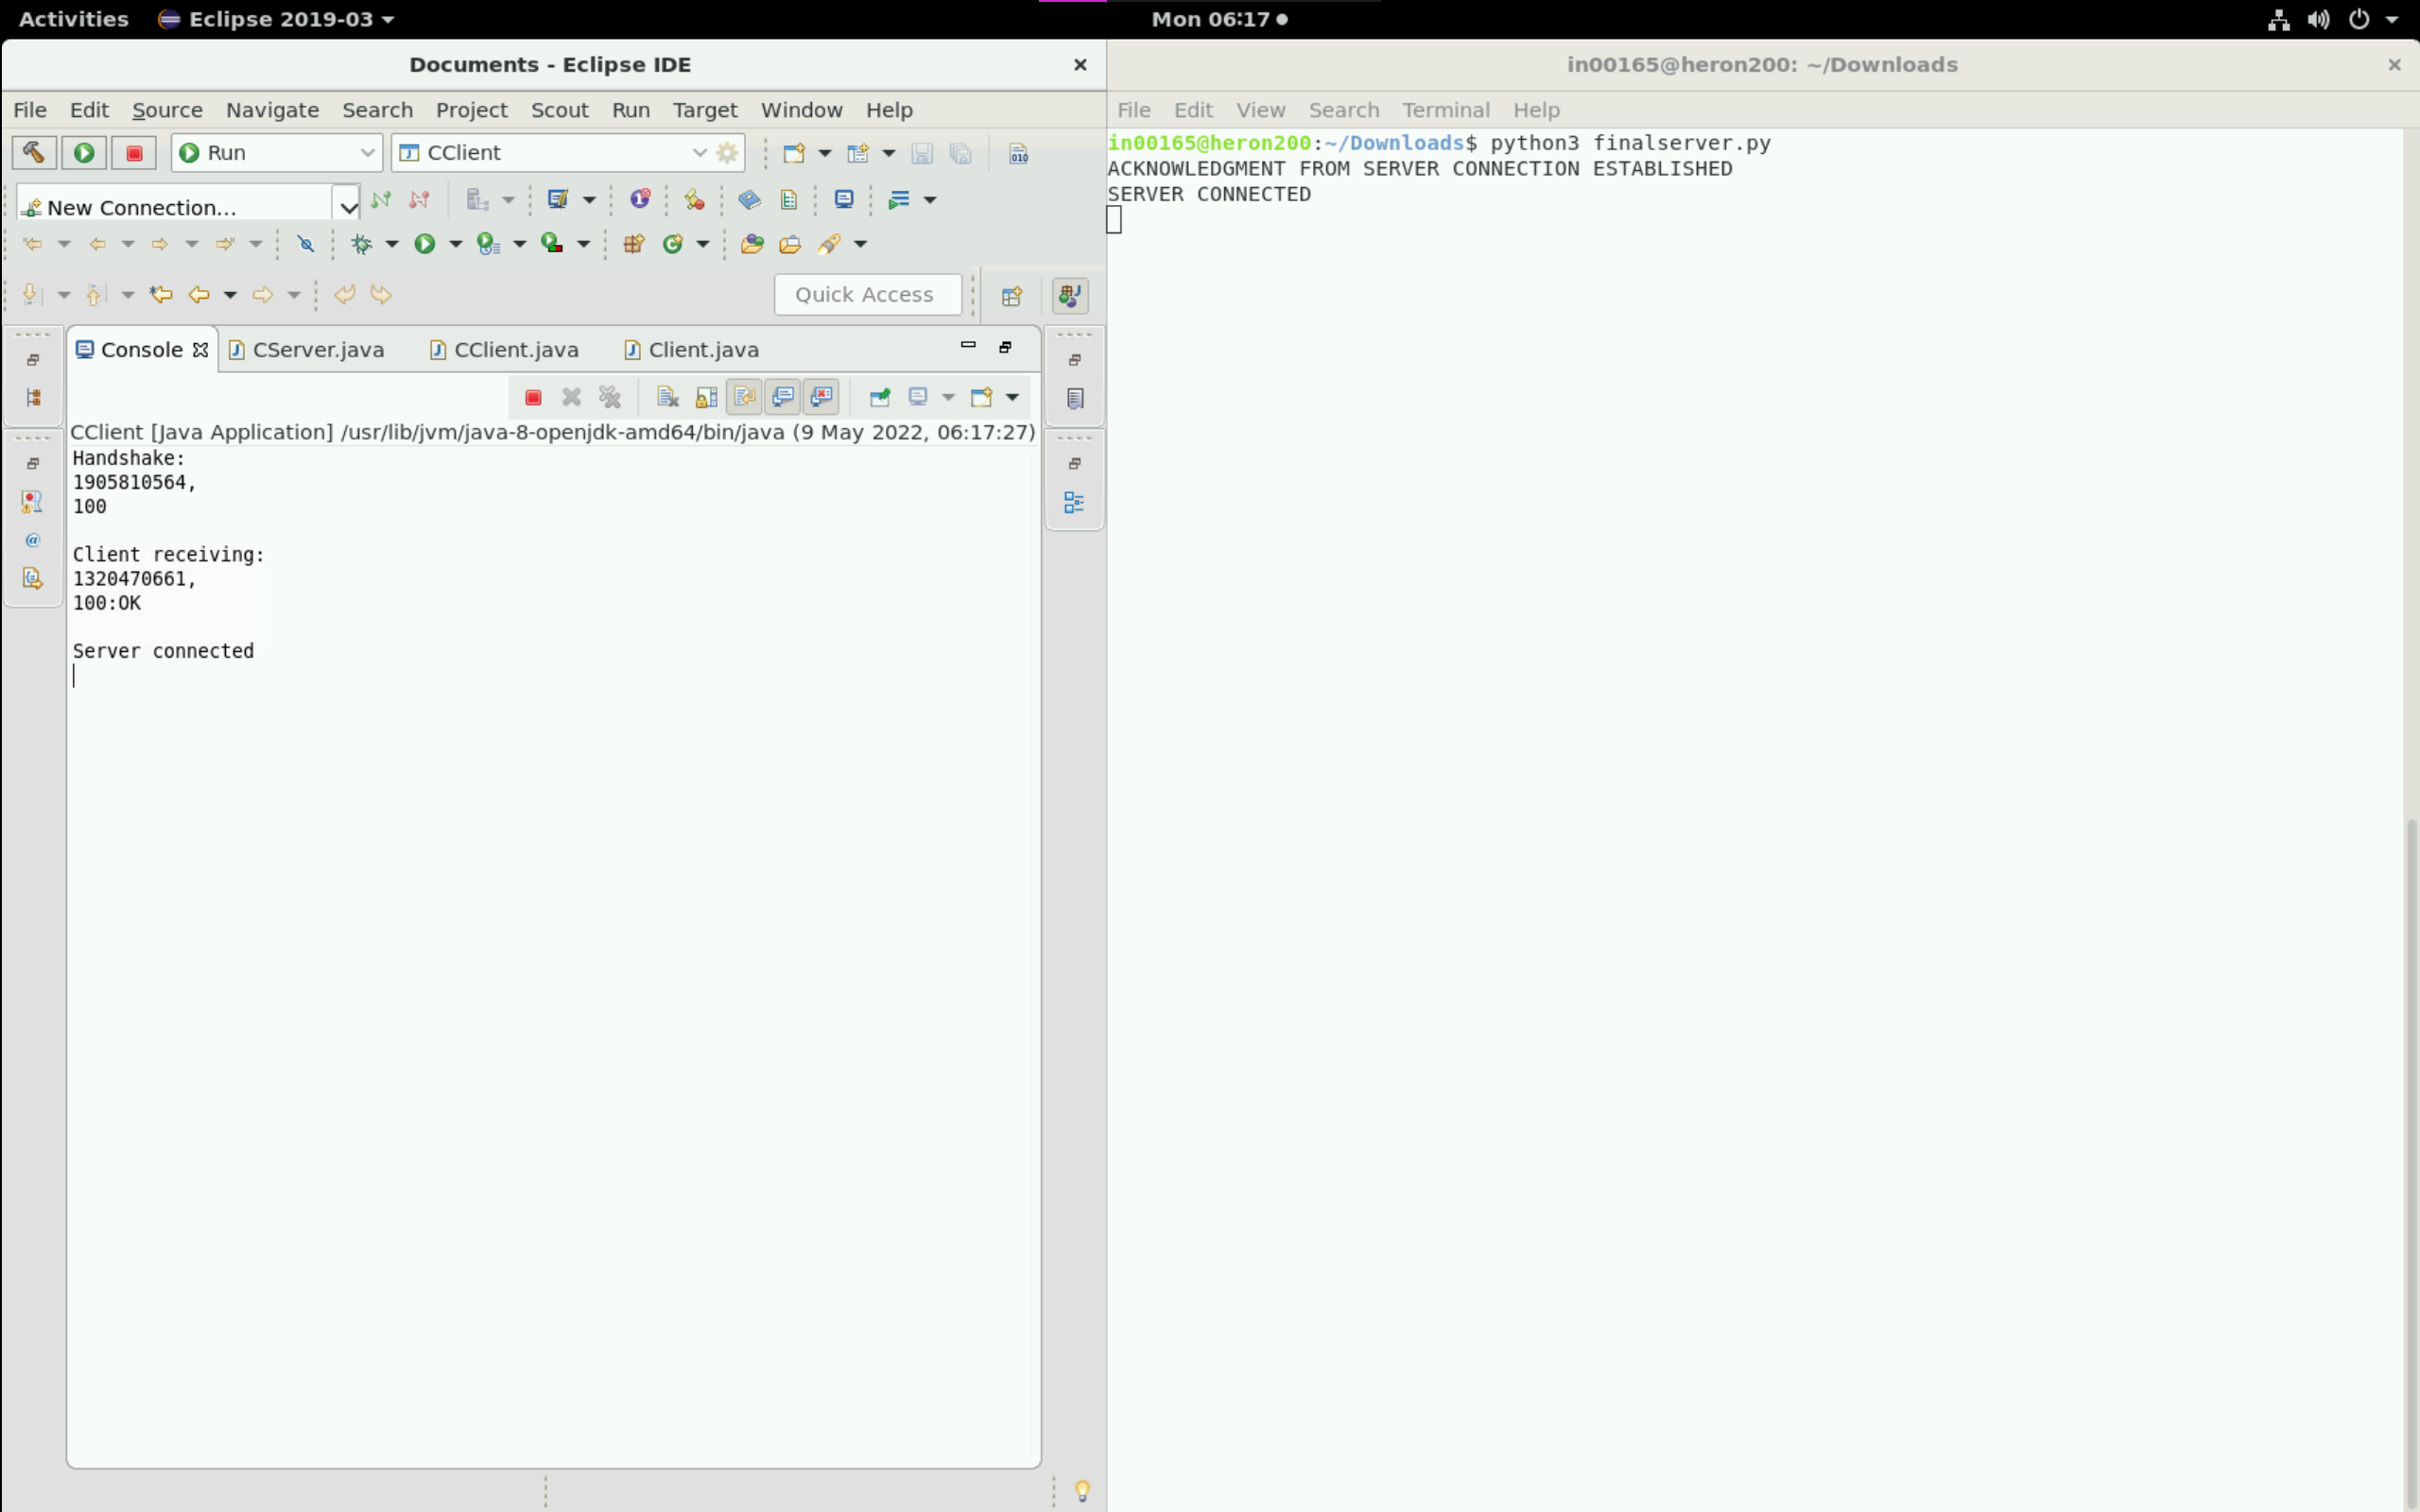 Activities Eclipse 2019-03 Mon 06:17
Documents - Eclipse IDE
File Edit Source Navigate Search Project Scout Run Target Window Help
Run CClient
010
New Connection...
Quick Access
Console CServer.java CClient.java Client.java
CClient [Java Application] /usr/lib/jvm/java-8-openjdk-amd64/bin/java (9 May 2022, 06:17:27)
Handshake:
1905810564,
100
Client receiving:
1320470661,
100:OK
Server connected
in00165@heron200: ~/Downloads
File Edit View Search Terminal Help
in00165@heron200:~/Downloads$ python3 finalserver.py
ACKNOWLEDGMENT FROM SERVER CONNECTION ESTABLISHED
SERVER CONNECTED